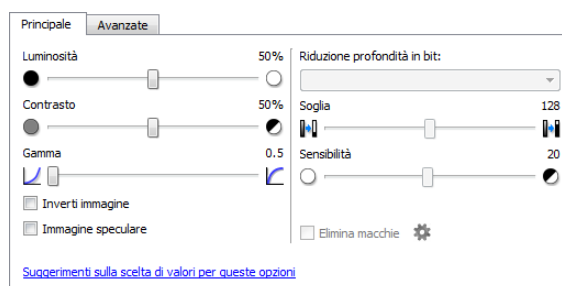 Principale Avanzate
Luminosità 50%
Contrasto 50%
Gamma 0.5
Inverti immagine
Immagine speculare
Riduzione profondità in bit:
Soglia 128
Sensibilità 20
Elimina macchie
Suggerimenti sulla scelta di valori per queste opzioni